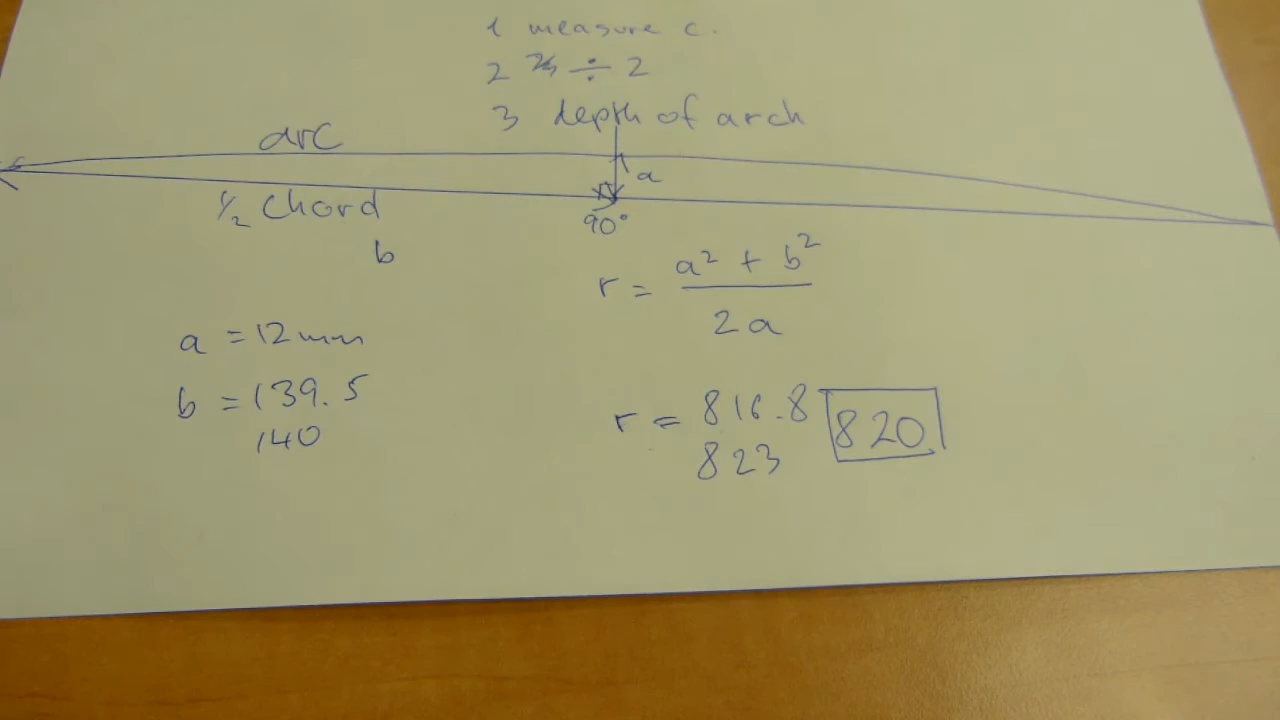 1 measure c.
2 ÷ 2
3 depth of arch
arc
a
1/2 Chord
90°
b
r = a² + b²
2a
a = 12mm
b = 139.5
140
r = 816.8
823
820